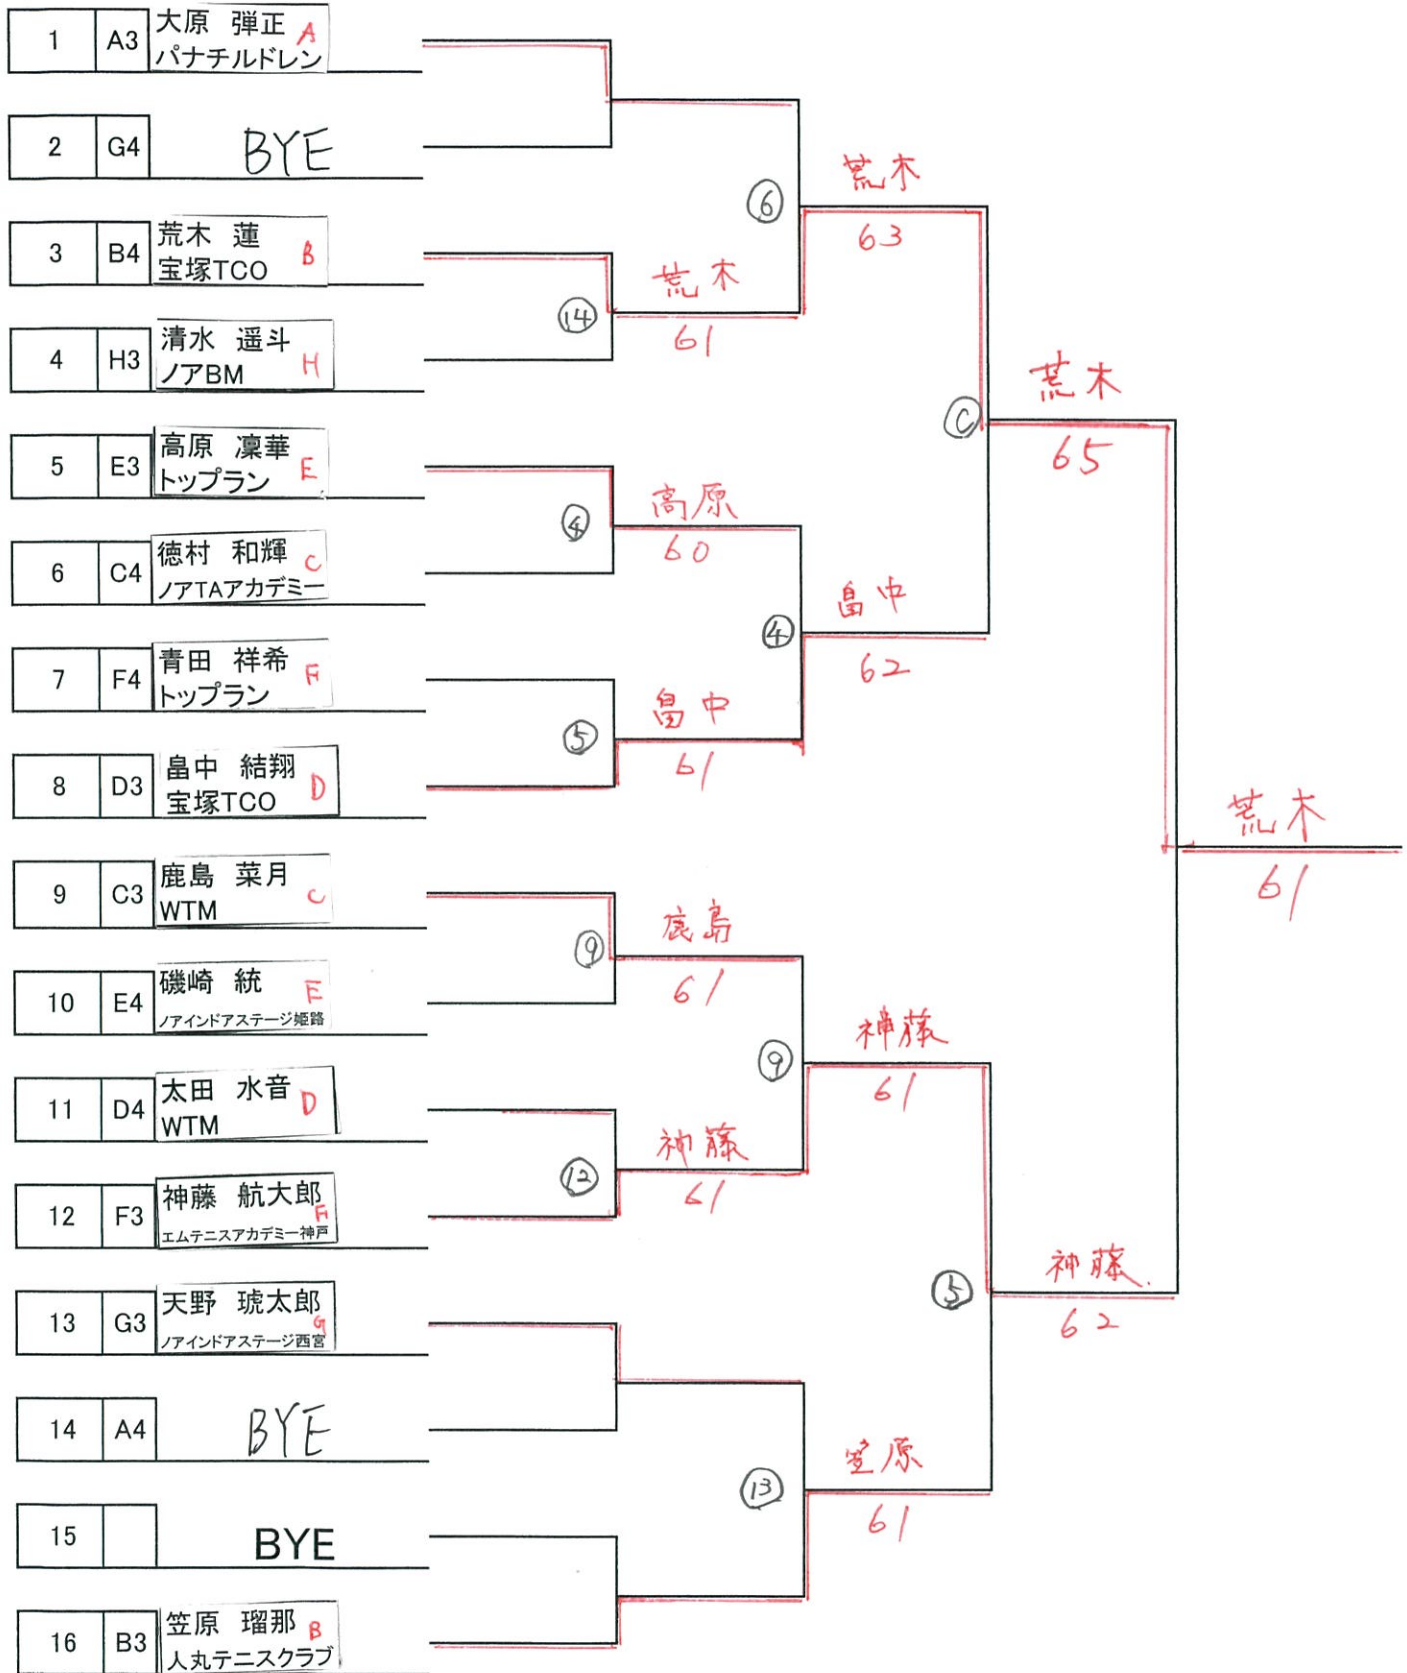 1 A3 大原 弾正 A
パナチルドレン
2 G4 BYE
荒木
⑥
3 B4 荒木 蓮 B
宝塚TCO
63
荒木
⑭
61
4 H3 清水 遥斗 H
ノアBM
荒木
C
65
5 E3 高原 凜華 E
トップラン
高原
④
60
6 C4 徳村 和輝 C
ノアTAアカデミー
畠中
④
62
7 F4 青田 祥希 F
トップラン
畠中
⑤
61
8 D3 畠中 結翔 D
宝塚TCO
荒木
61
9 C3 鹿島 菜月 C
WTM
鹿島
⑨
61
10 E4 磯崎 統 E
ノアインドアステージ姫路
神藤
⑨
61
11 D4 太田 水音 D
WTM
神藤
⑫
61
12 F3 神藤 航大郎 F
エムテニスアカデミー神戸
神藤
⑤
62
13 G3 天野 琥太郎 G
ノアインドアステージ西宮
14 A4 BYE
笠原
⑬
61
15 BYE
16 B3 笠原 瑠那 B
人丸テニスクラブ